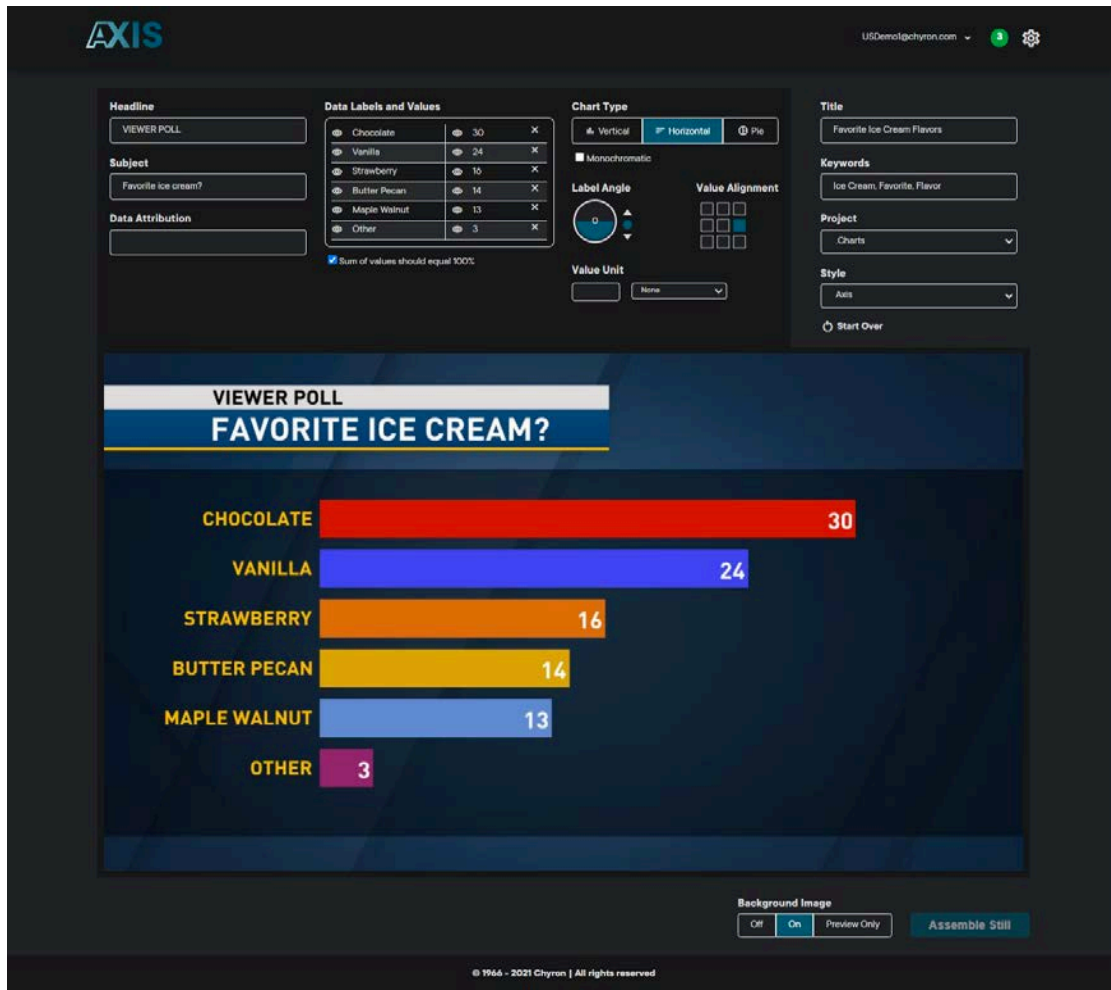 AXIS
USDemo1@chyron.com
3
Headline
VIEWER POLL
Subject
Favorite ice cream?
Data Attribution
Data Labels and Values
Chocolate 30 ×
Vanilla 24 ×
Strawberry 16 ×
Butter Pecan 14 ×
Maple Walnut 13 ×
Other 3 ×
Sum of values should equal 100%
Chart Type
Vertical Horizontal Pie
Monochromatic
Label Angle Value Alignment
0
Value Unit
None
Title
Favorite Ice Cream Flavors
Keywords
Ice Cream, Favorite, Flavor
Project
.Charts
Style
Axis
Start Over
VIEWER POLL
FAVORITE ICE CREAM?
CHOCOLATE 30
VANILLA 24
STRAWBERRY 16
BUTTER PECAN 14
MAPLE WALNUT 13
OTHER 3
Background Image
Off On Preview Only Assemble Still
© 1966 - 2021 Chyron | All rights reserved